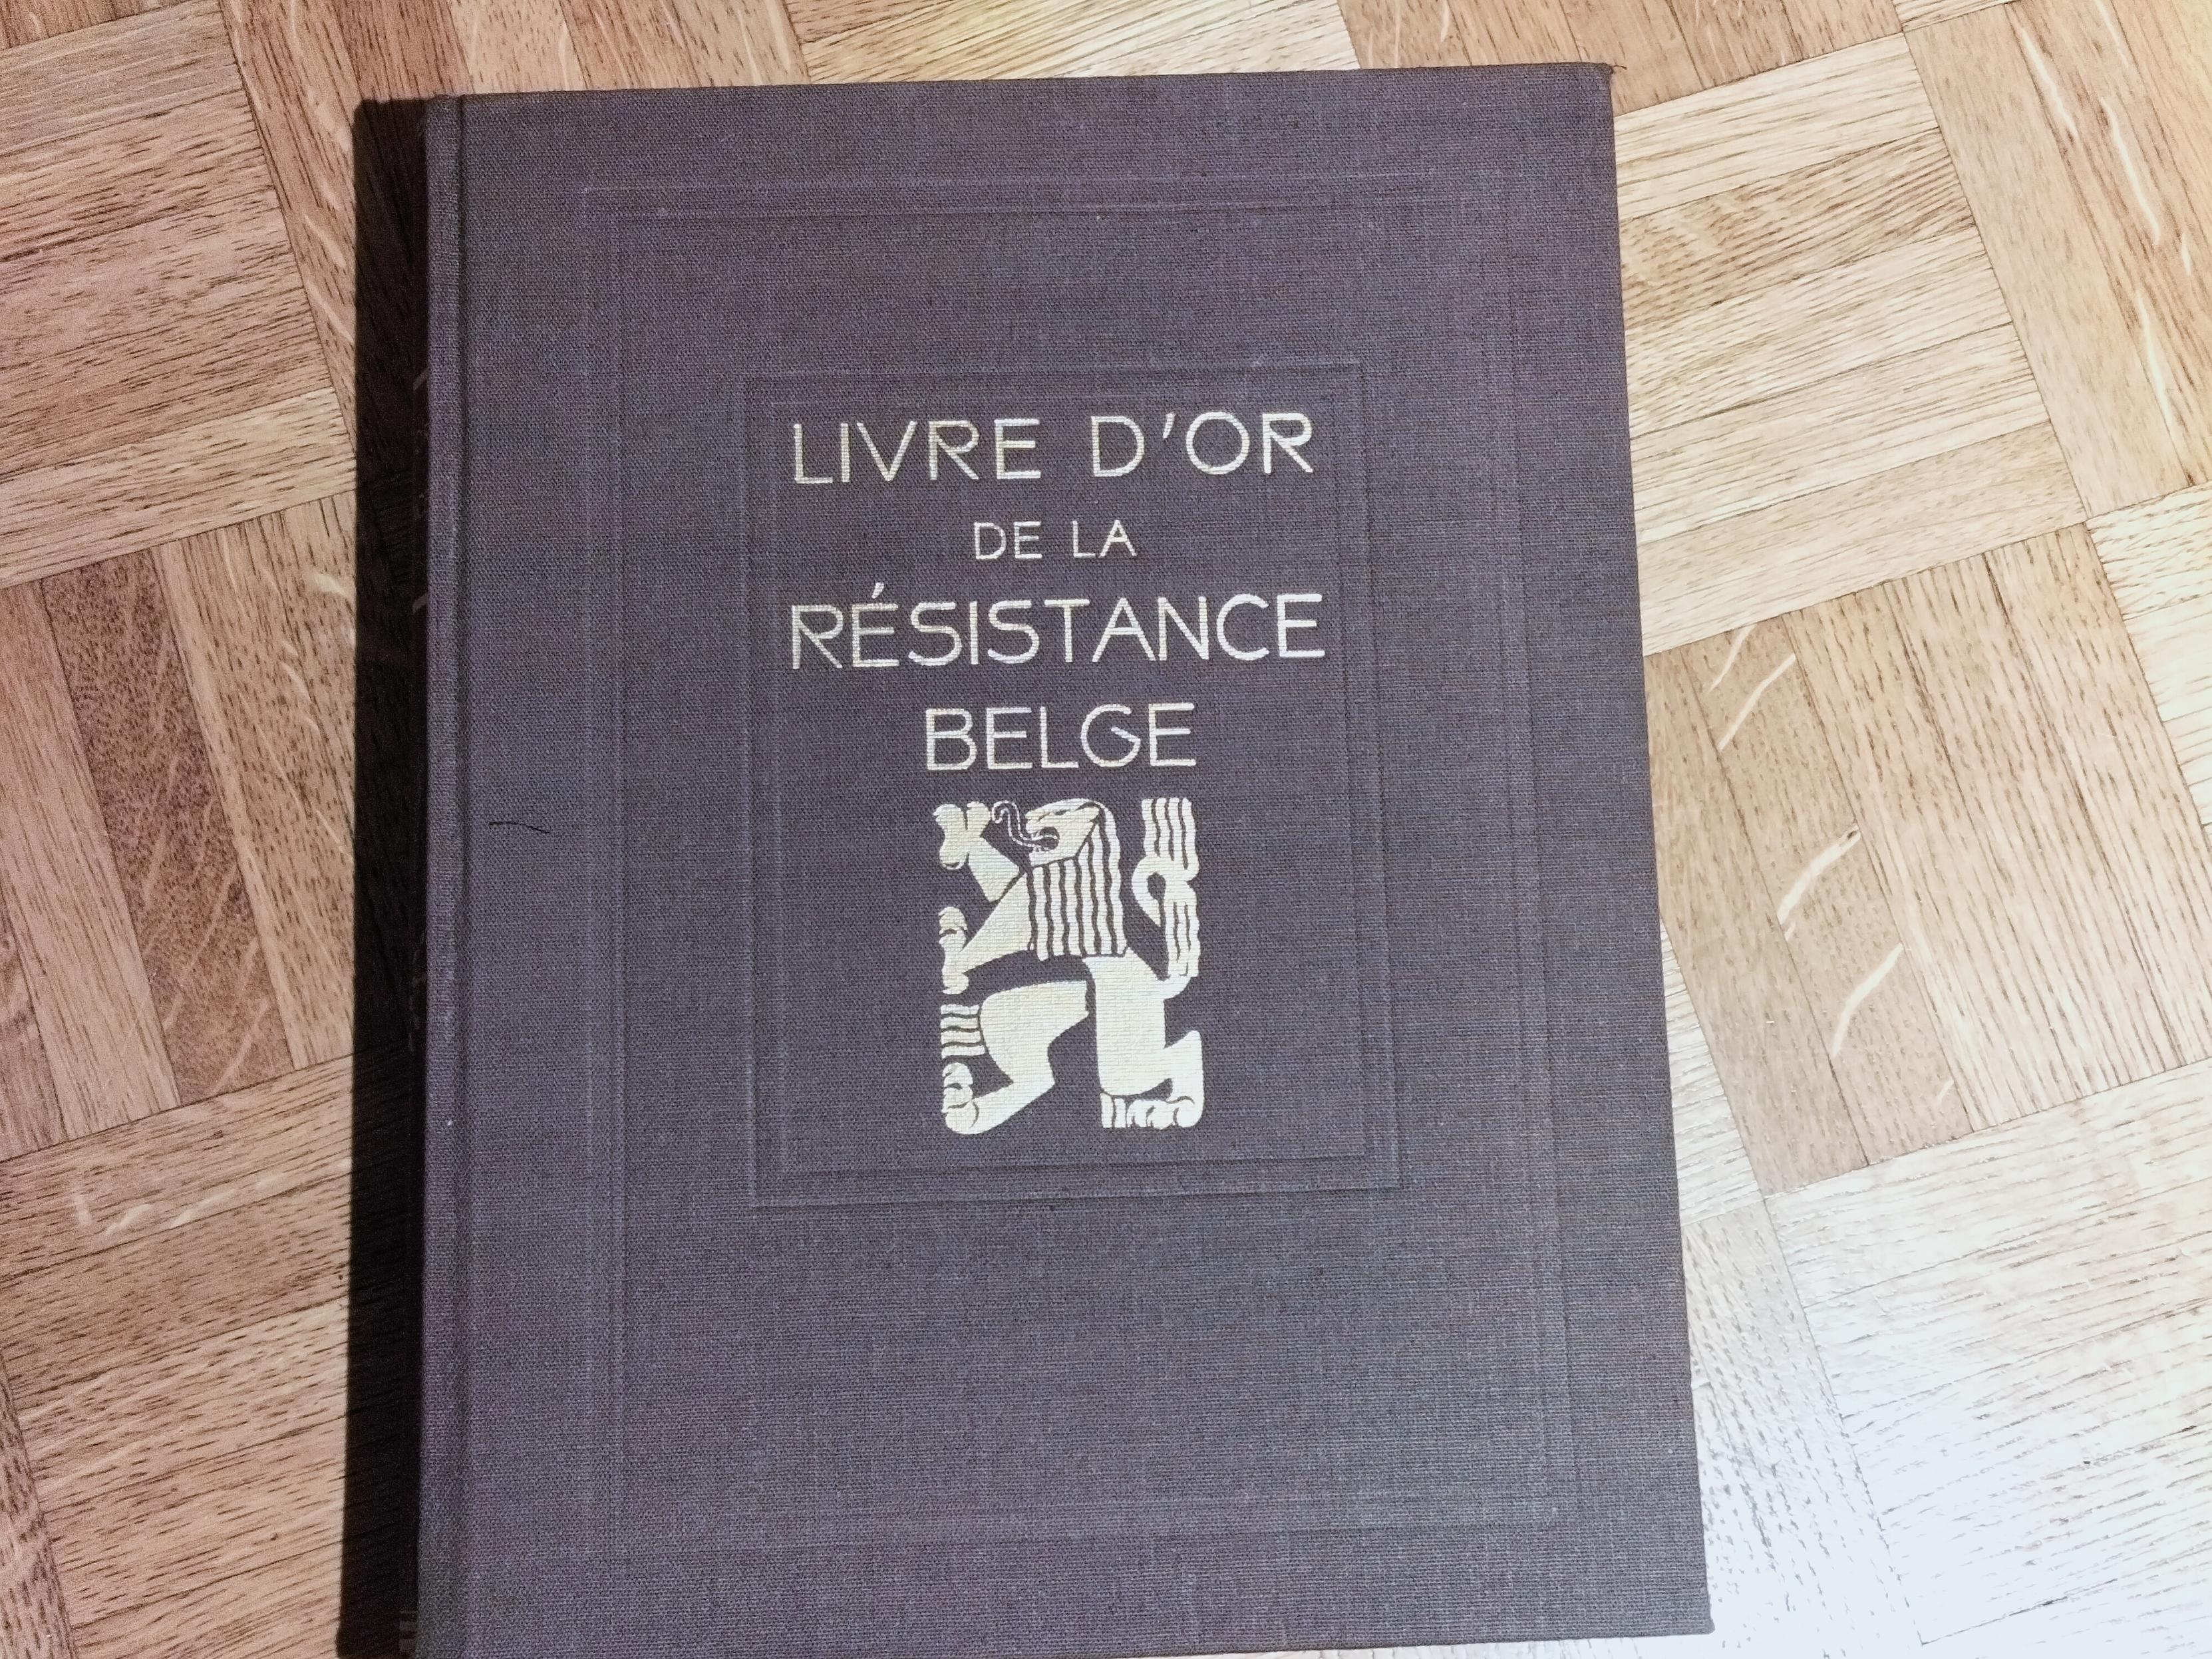 LIVRE D'OR
DE LA
RÉSISTANCE
BELGE